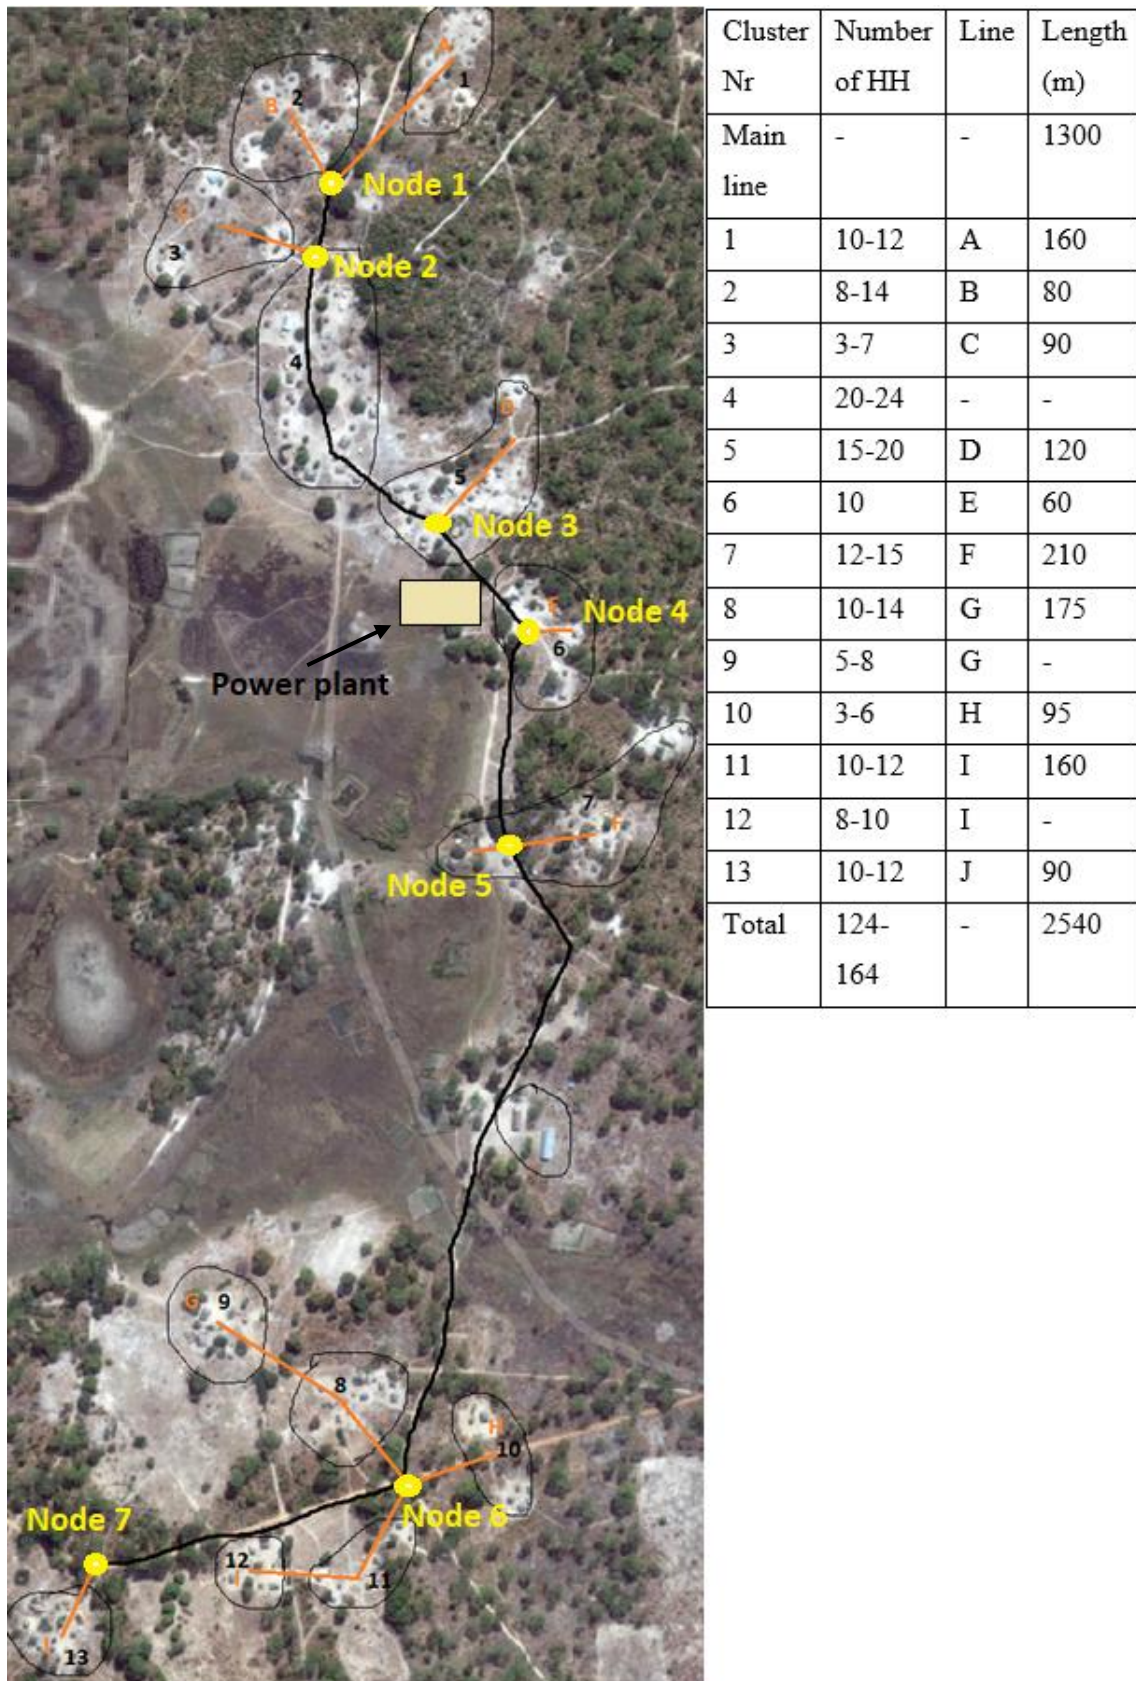 A
1
2
B
Node 1
C
3
Node 2
4
D
5
Node 3
E
Node 4
6
Power plant
7
F
Node 5
G
9
8
H
10
Node 6
Node 7
12
I
11
I
13
Cluster Nr Number of HH Line Length (m)
Main line - - 1300
1 10-12 A 160
2 8-14 B 80
3 3-7 C 90
4 20-24 - -
5 15-20 D 120
6 10 E 60
7 12-15 F 210
8 10-14 G 175
9 5-8 G -
10 3-6 H 95
11 10-12 I 160
12 8-10 I -
13 10-12 J 90
Total 124-164 - 2540